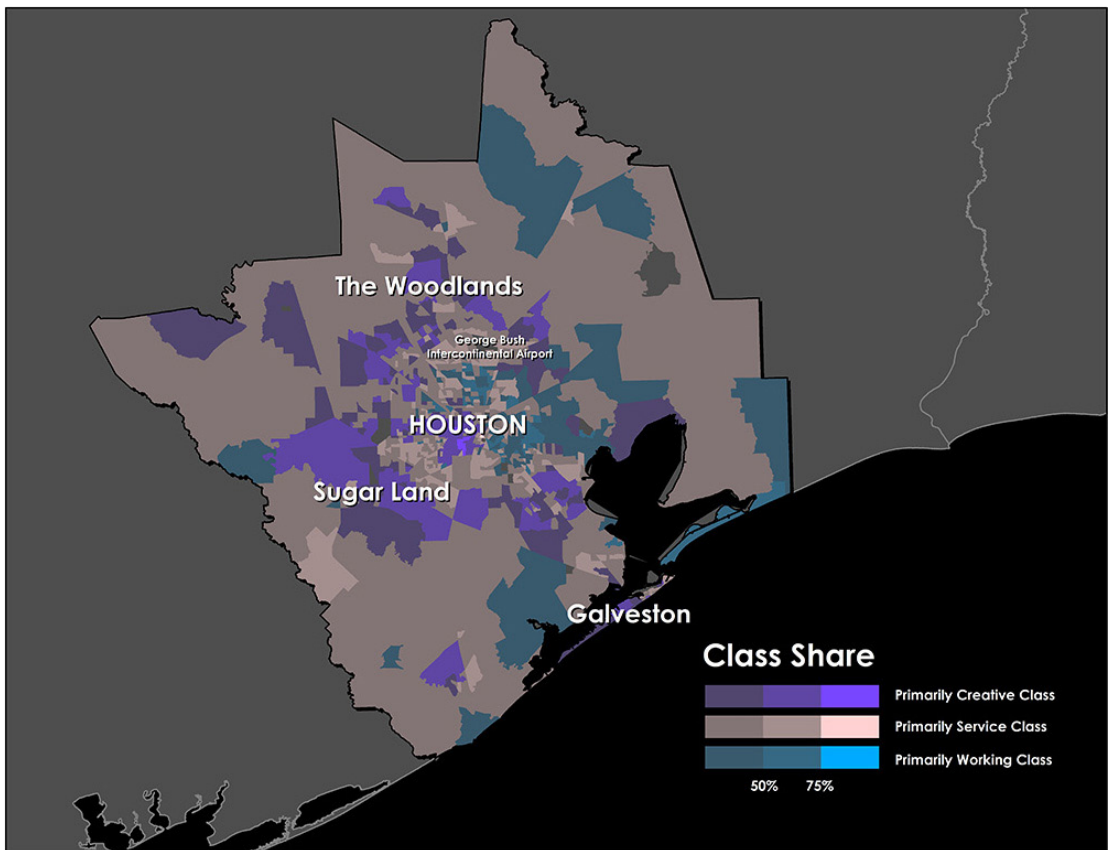 The Woodlands
George Bush
Intercontinental Airport
HOUSTON
Sugar Land
Galveston
Class Share
Primarily Creative Class
Primarily Service Class
Primarily Working Class
50% 75%